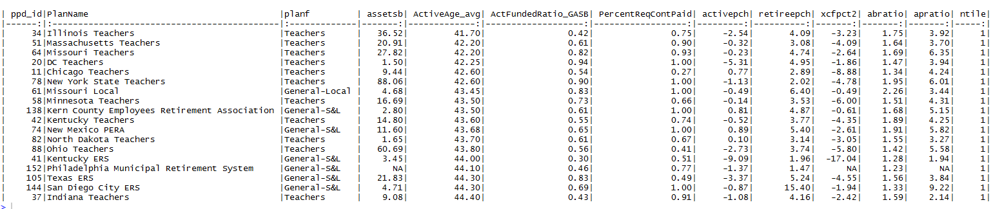 | ppd_id|PlanName                                   |planf         | assetsb| ActiveAge_avg| ActFundedRatio_GASB| PercentReqContPaid| activepch| retireepch| xcfpct2| abratio| apratio| ntile|
|------:|:------------------------------------------|:-------------|-------:|-------------:|-------------------:|------------------:|---------:|----------:|-------:|-------:|-------:|-----:|
| 34|Illinois Teachers |Teachers | 36.52| 41.70| 0.42| 0.75| -2.54| 4.09| -3.23| 1.75| 3.92| 1|
| 51|Massachusetts Teachers |Teachers | 20.91| 42.20| 0.61| 0.90| -0.32| 3.08| -4.09| 1.64| 3.70| 1|
| 64|Missouri Teachers |Teachers | 27.82| 42.20| 0.82| 0.93| -0.23| 4.74| -2.64| 1.69| 6.35| 1|
| 20|DC Teachers |Teachers | 1.50| 42.25| 0.94| 1.00| -5.31| 4.95| -1.86| 1.47| 3.94| 1|
| 11|Chicago Teachers |Teachers | 9.44| 42.60| 0.54| 0.27| 0.77| 2.89| -8.88| 1.34| 4.24| 1|
| 78|New York State Teachers |Teachers | 88.06| 42.60| 0.90| 1.00| -1.13| 2.02| -4.78| 1.95| 6.01| 1|
| 61|Missouri Local |General-Local | 4.68| 43.45| 0.83| 1.00| -0.49| 6.40| -0.49| 2.26| 3.44| 1|
| 58|Minnesota Teachers |Teachers | 16.69| 43.50| 0.73| 0.66| -0.14| 3.53| -6.00| 1.51| 4.31| 1|
| 138|Kern County Employees Retirement Association |General-S&L | 2.80| 43.50| 0.61| 1.00| 0.81| 4.87| -0.61| 1.68| 5.15| 1|
| 42|Kentucky Teachers |Teachers | 14.80| 43.60| 0.55| 0.74| -0.52| 3.77| -4.35| 1.89| 4.25| 1|
| 74|New Mexico PERA |General-S&L | 11.60| 43.68| 0.65| 1.00| 0.89| 5.40| -2.61| 1.91| 5.82| 1|
| 82|North Dakota Teachers |Teachers | 1.65| 43.70| 0.61| 0.67| 0.10| 3.14| -3.05| 1.55| 3.27| 1|
| 88|Ohio Teachers |Teachers | 60.69| 43.80| 0.56| 0.41| -2.73| 3.74| -5.80| 1.42| 5.58| 1|
| 41|Kentucky ERS |General-S&L | 3.45| 44.00| 0.30| 0.51| -9.09| 1.96| -17.04| 1.28| 1.94| 1|
| 152|Philadelphia Municipal Retirement System |General-S&L | NA| 44.10| 0.46| 0.77| -1.37| 1.47| NA| 1.23| NA| 1|
| 105|Texas ERS |General-S&L | 21.83| 44.30| 0.83| 0.49| -3.37| 5.24| -4.55| 1.56| 3.84| 1|
| 144|San Diego City ERS |General-S&L | 4.71| 44.30| 0.69| 1.00| -0.87| 15.40| -1.94| 1.33| 9.22| 1|
| 37|Indiana Teachers |Teachers | 9.08| 44.40| 0.43| 0.91| -1.08| 4.16| -2.42| 1.59| 2.14| 1|
> |